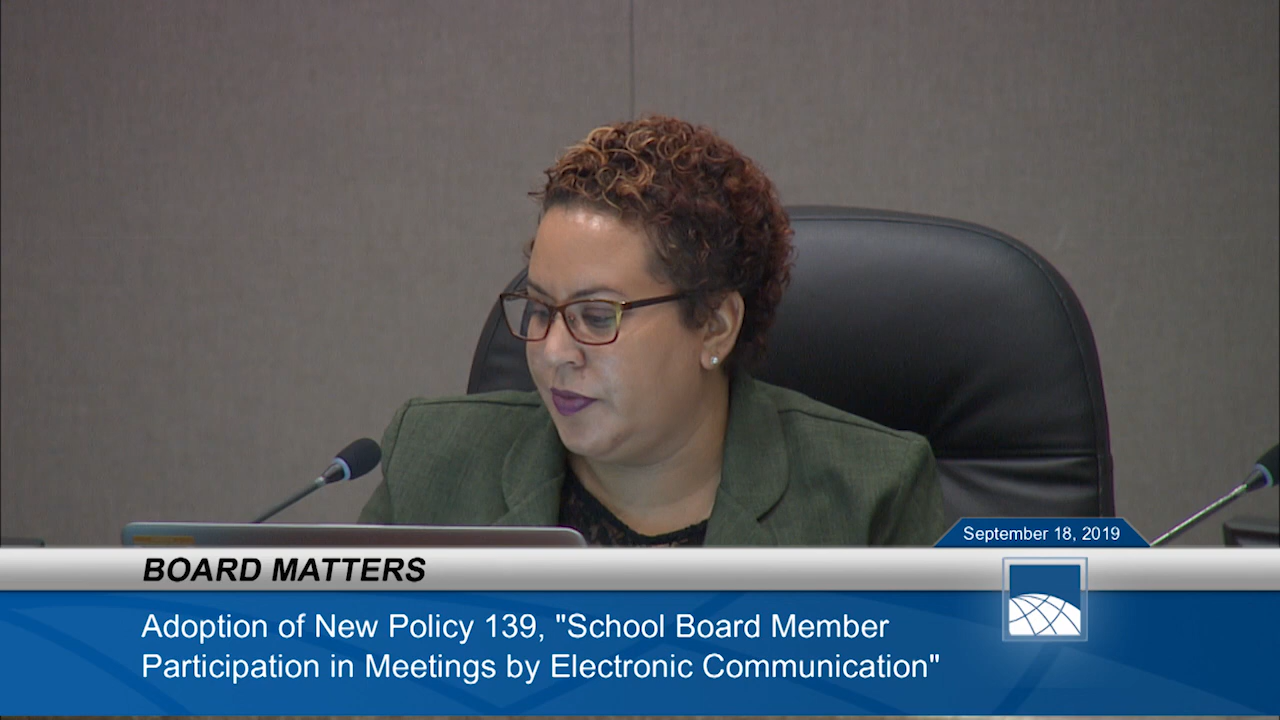 September 18, 2019
BOARD MATTERS
Adoption of New Policy 139, "School Board Member
Participation in Meetings by Electronic Communication"